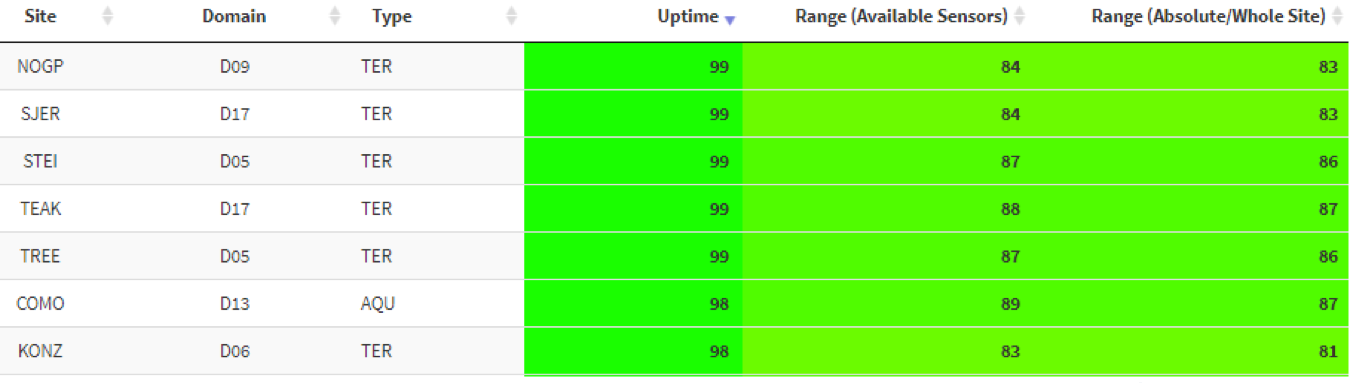 Site Domain Type Uptime Range (Available Sensors) Range (Absolute/Whole Site)
NOGP D09 TER 99 84 83
SJER D17 TER 99 84 83
STEI D05 TER 99 87 86
TEAK D17 TER 99 88 87
TREE D05 TER 99 87 86
COMO D13 AQU 98 89 87
KONZ D06 TER 98 83 81